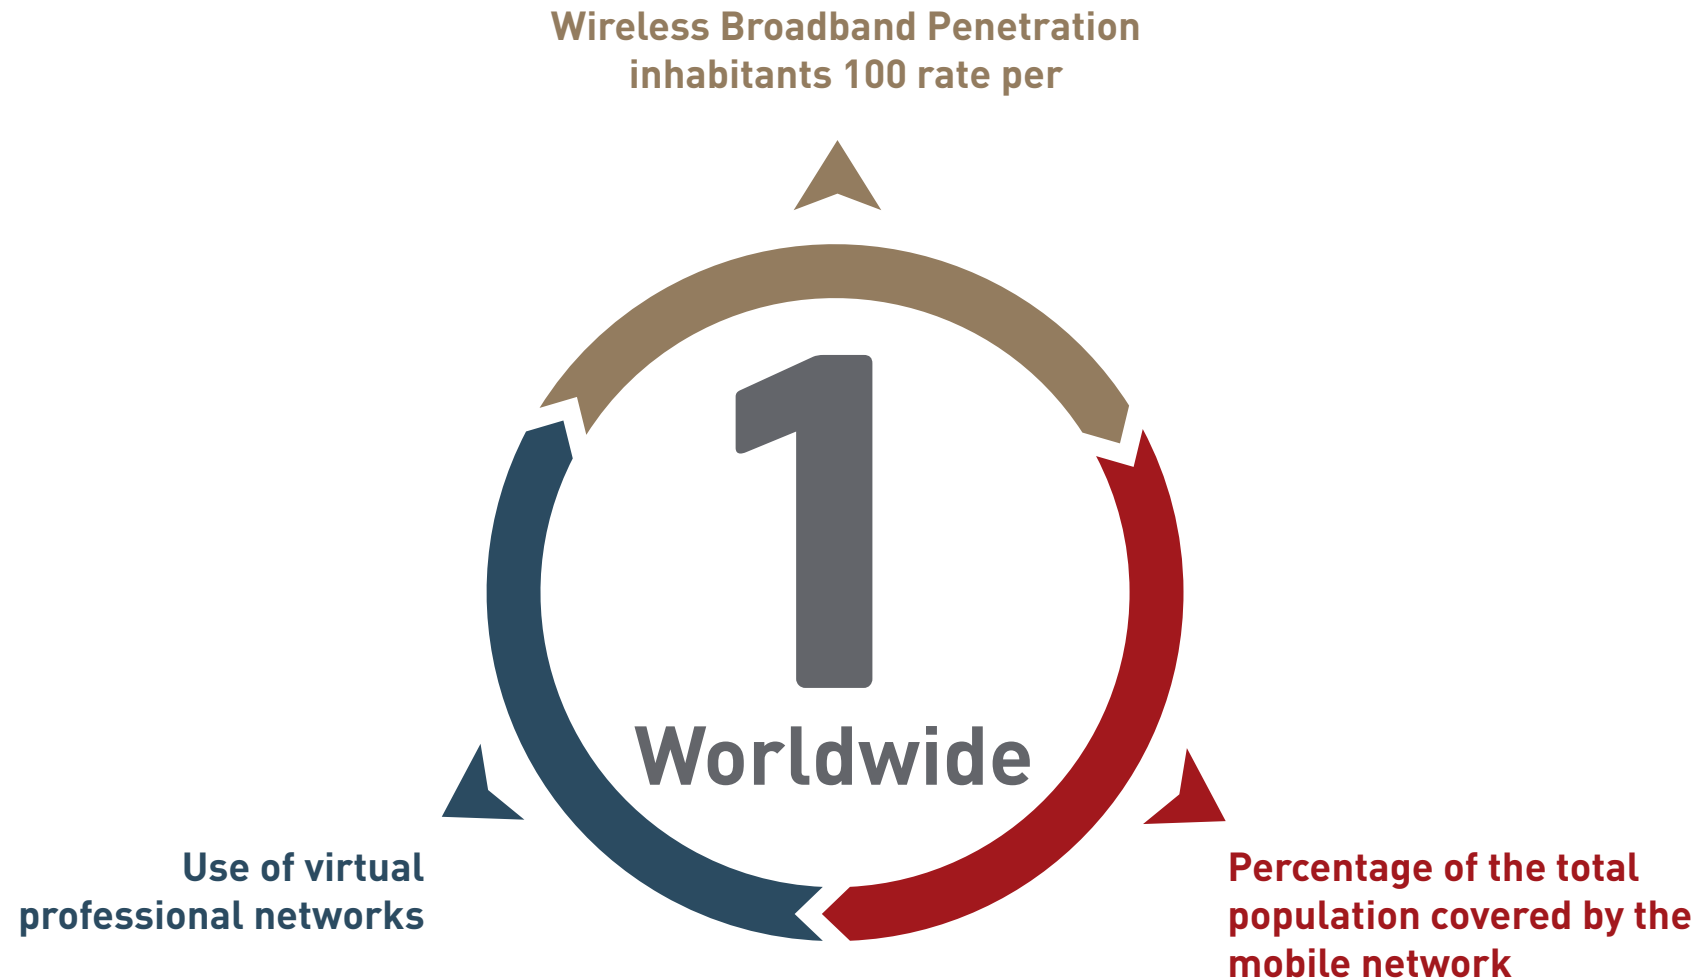 Wireless Broadband Penetration
inhabitants 100 rate per
1
Worldwide
Use of virtual
professional networks
Percentage of the total
population covered by the
mobile network